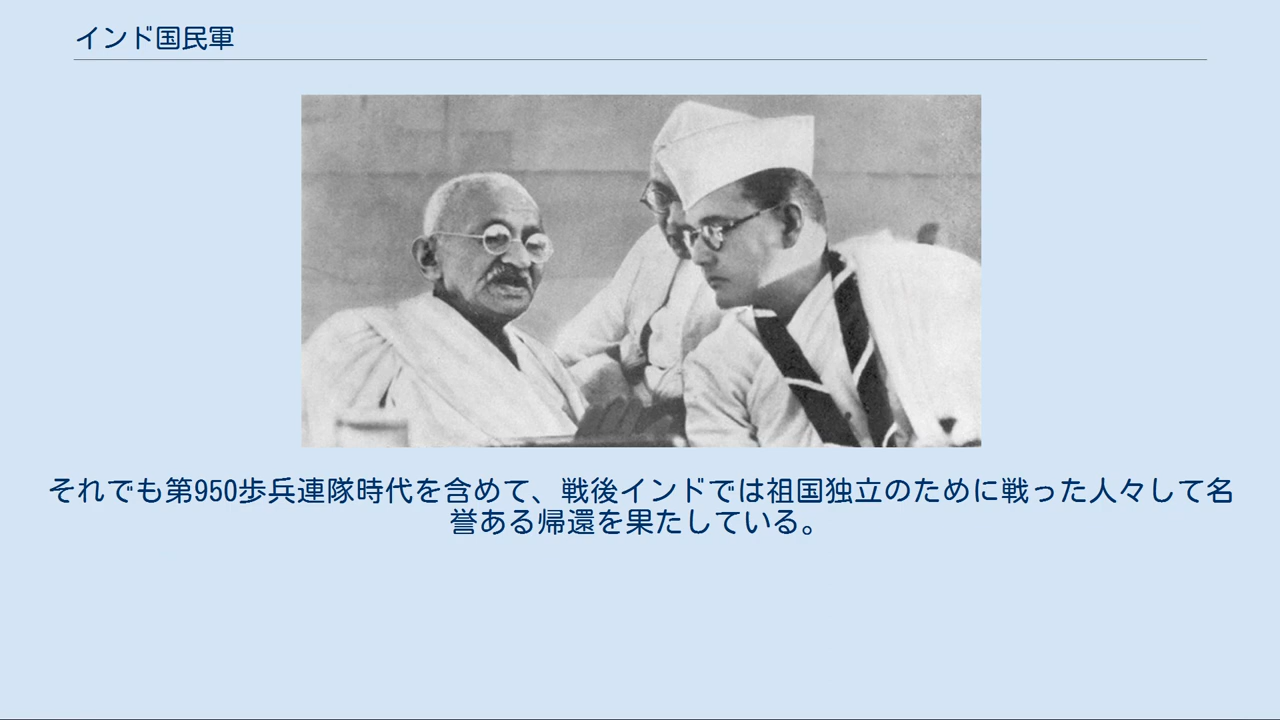 インド国民軍
それでも第950歩兵連隊時代を含めて、戦後インドでは祖国独立のために戦った人々して名
誉ある帰還を果たしている。